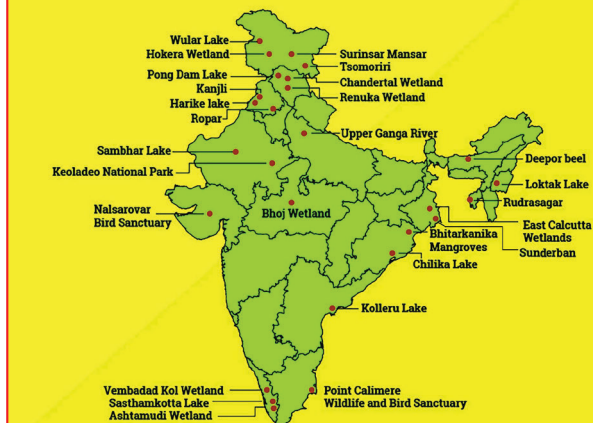 Wular Lake
Hokera Wetland
Surinsar Mansar
Tsomoriri
Pong Dam Lake
Chandertal Wetland
Kanjli
Renuka Wetland
Harike lake
Ropar
Upper Ganga River
Sambhar Lake
Keoladeo National Park
Deepor beel
Loktak Lake
Rudrasagar
Nalsarovar
Bird Sanctuary
Bhoj Wetland
East Calcutta
Wetlands
Sunderban
Bhitarkanika
Mangroves
Chilika Lake
Kolleru Lake
Vembadad Kol Wetland
Sasthamkotta Lake
Ashtamudi Wetland
Point Calimere
Wildlife and Bird Sanctuary